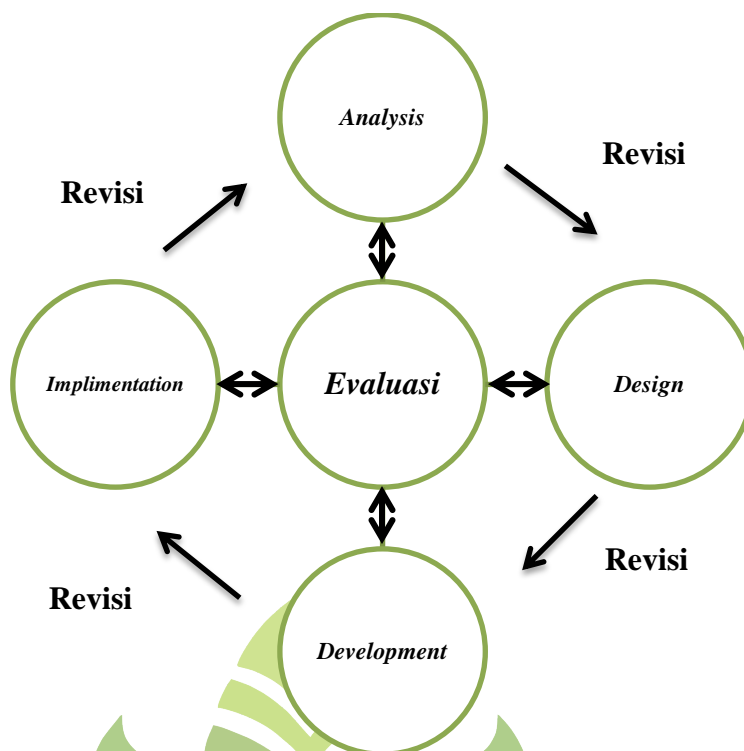 Analysis
Revisi
Revisi
Implimentation
Evaluasi
Design
Revisi
Revisi
Development